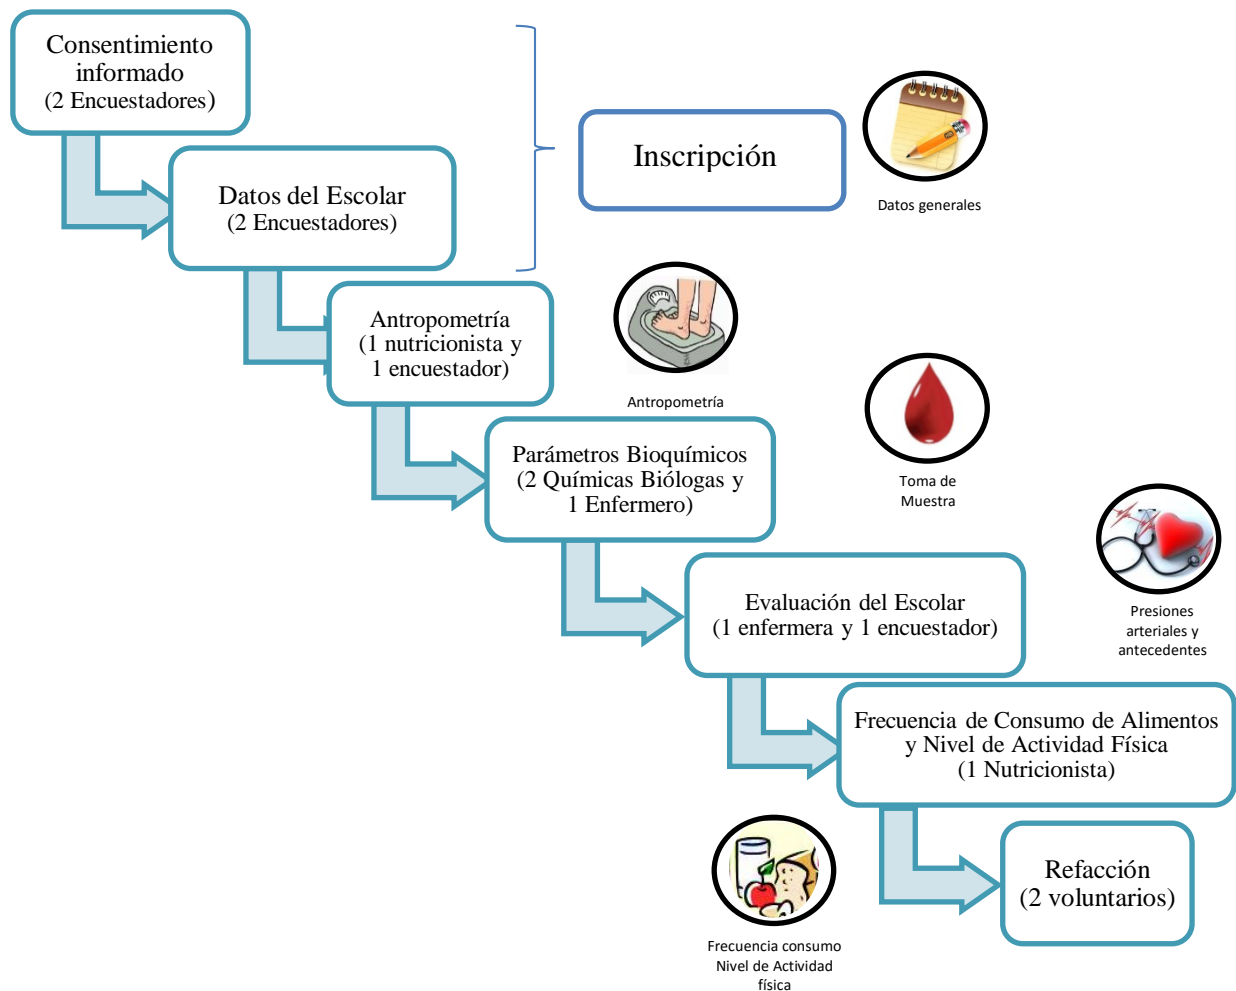 Consentimiento
informado
(2 Encuestadores)
Datos del Escolar
(2 Encuestadores)
Inscripción
Datos generales
Antropometría
(1 nutricionista y
1 encuestador)
Antropometría
Parámetros Bioquímicos
(2 Químicas Biólogas y
1 Enfermero)
Toma de
Muestra
Evaluación del Escolar
(1 enfermera y 1 encuestador)
Presiones
arteriales y
antecedentes
Frecuencia de Consumo de Alimentos
y Nivel de Actividad Física
(1 Nutricionista)
Frecuencia consumo
Nivel de Actividad
física
Refacción
(2 voluntarios)